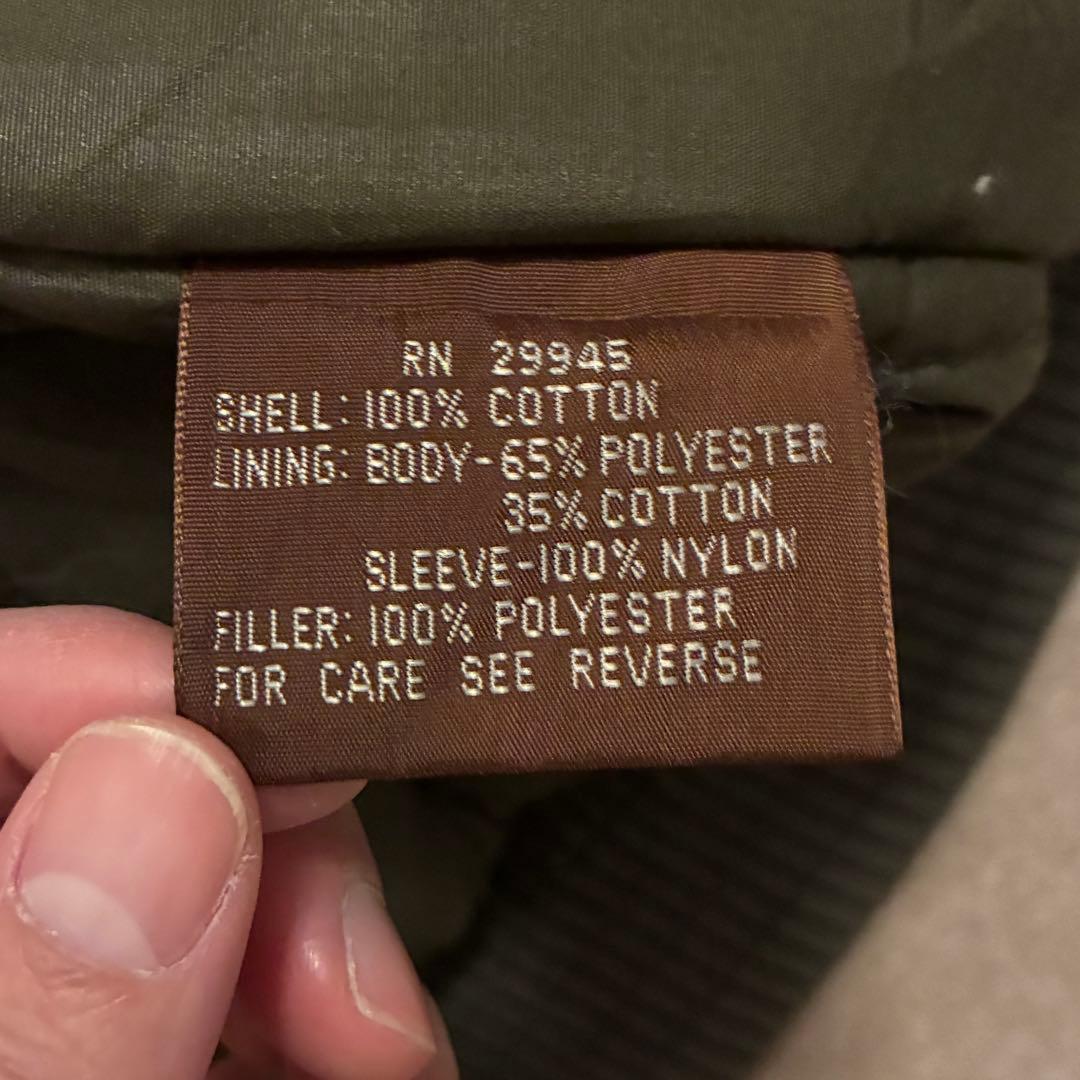 RN 29945
SHELL: 100% COTTON
LINING: BODY-65% POLYESTER
35% COTTON
SLEEVE-100% NYLON
FILLER: 100% POLYESTER
FOR CARE SEE REVERSE